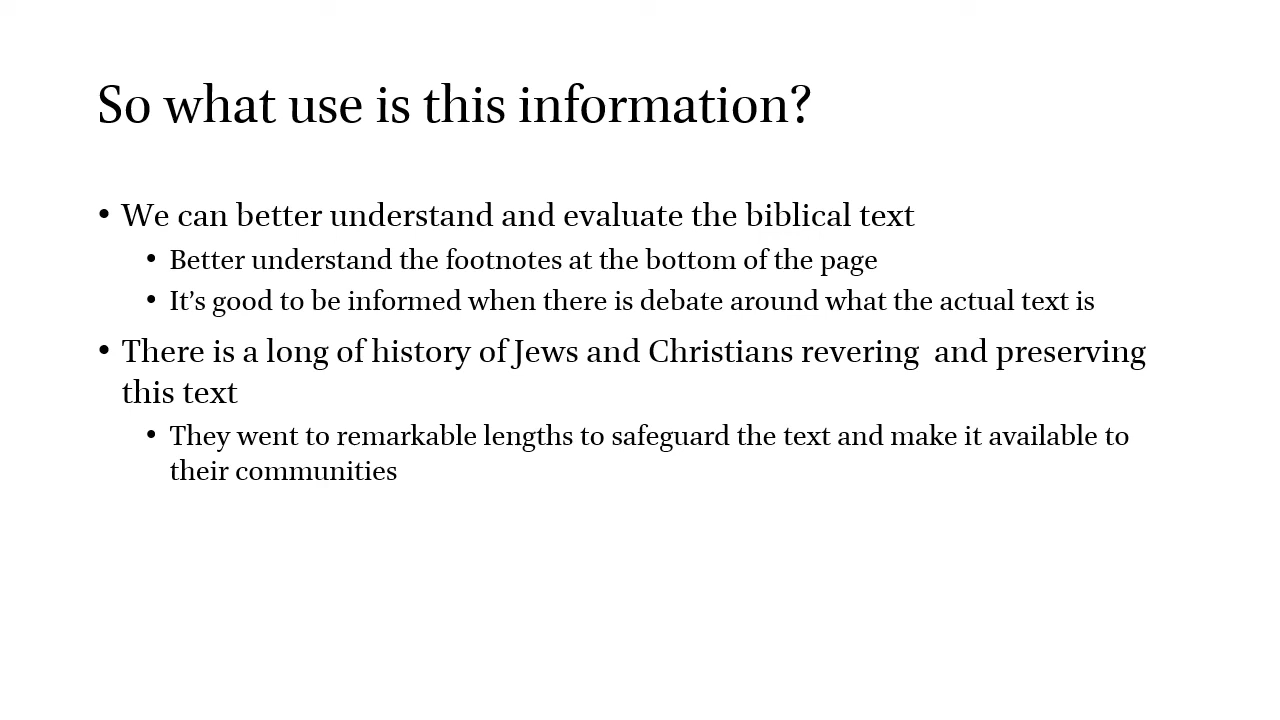 So what use is this information?
• We can better understand and evaluate the biblical text
• Better understand the footnotes at the bottom of the page
• It’s good to be informed when there is debate around what the actual text is
• There is a long of history of Jews and Christians revering  and preserving
this text
• They went to remarkable lengths to safeguard the text and make it available to
their communities